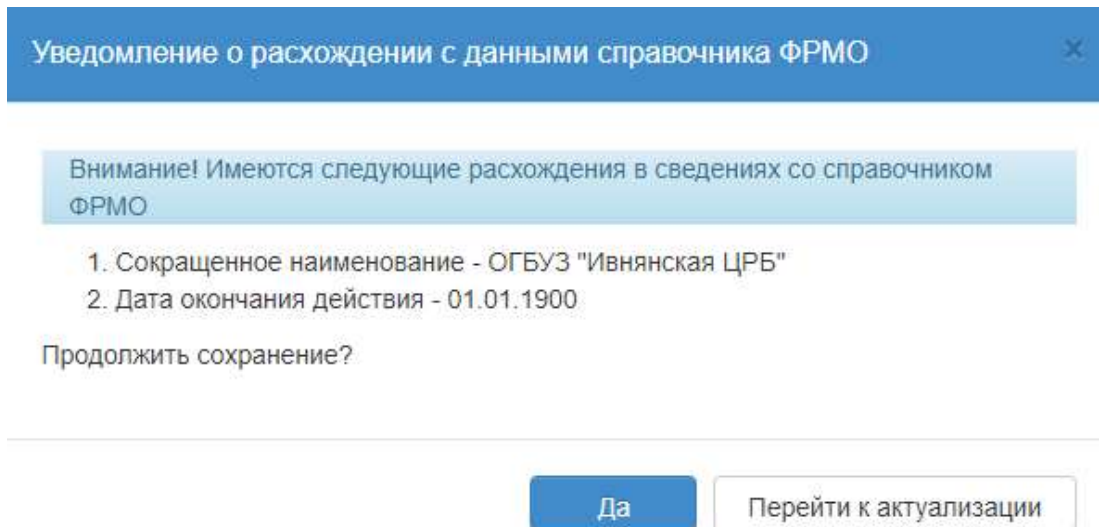 Уведомление о расхождении с данными справочника ФРМО ×
Внимание! Имеются следующие расхождения в сведениях со справочником
ФРМО
1. Сокращенное наименование - ОГБУЗ "Ивнянская ЦРБ"
2. Дата окончания действия - 01.01.1900
Продолжить сохранение?
Да Перейти к актуализации